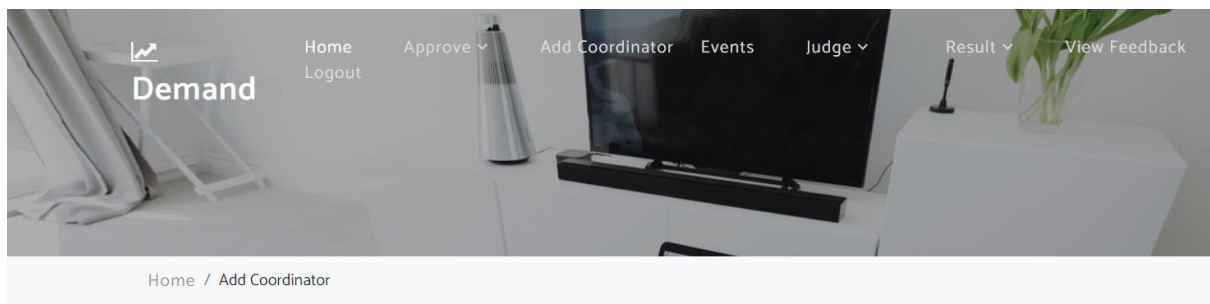 Home Approve Add Coordinator Events Judge Result View Feedback
Logout
Demand
Home / Add Coordinator